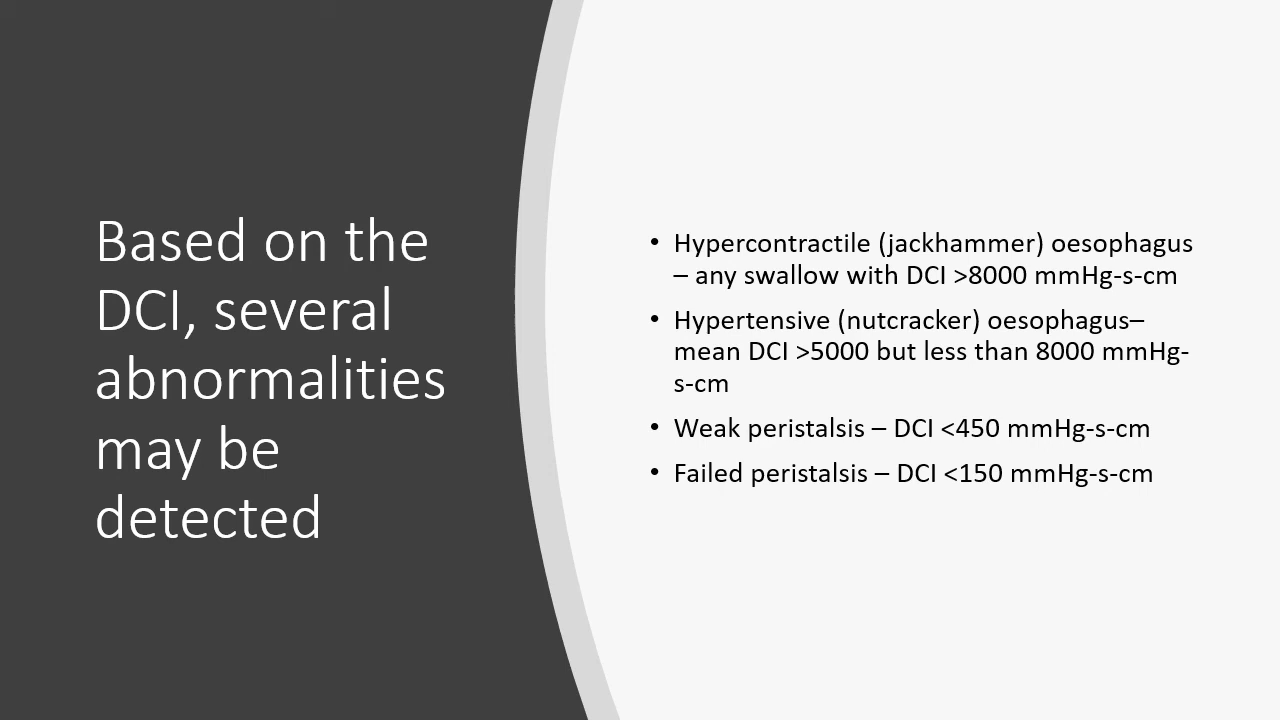 Based on the
DCI, several
abnormalities
may be
detected
• Hypercontractile (jackhammer) oesophagus
– any swallow with DCI >8000 mmHg-s-cm
• Hypertensive (nutcracker) oesophagus–
mean DCI >5000 but less than 8000 mmHg-
s-cm
• Weak peristalsis – DCI <450 mmHg-s-cm
• Failed peristalsis – DCI <150 mmHg-s-cm